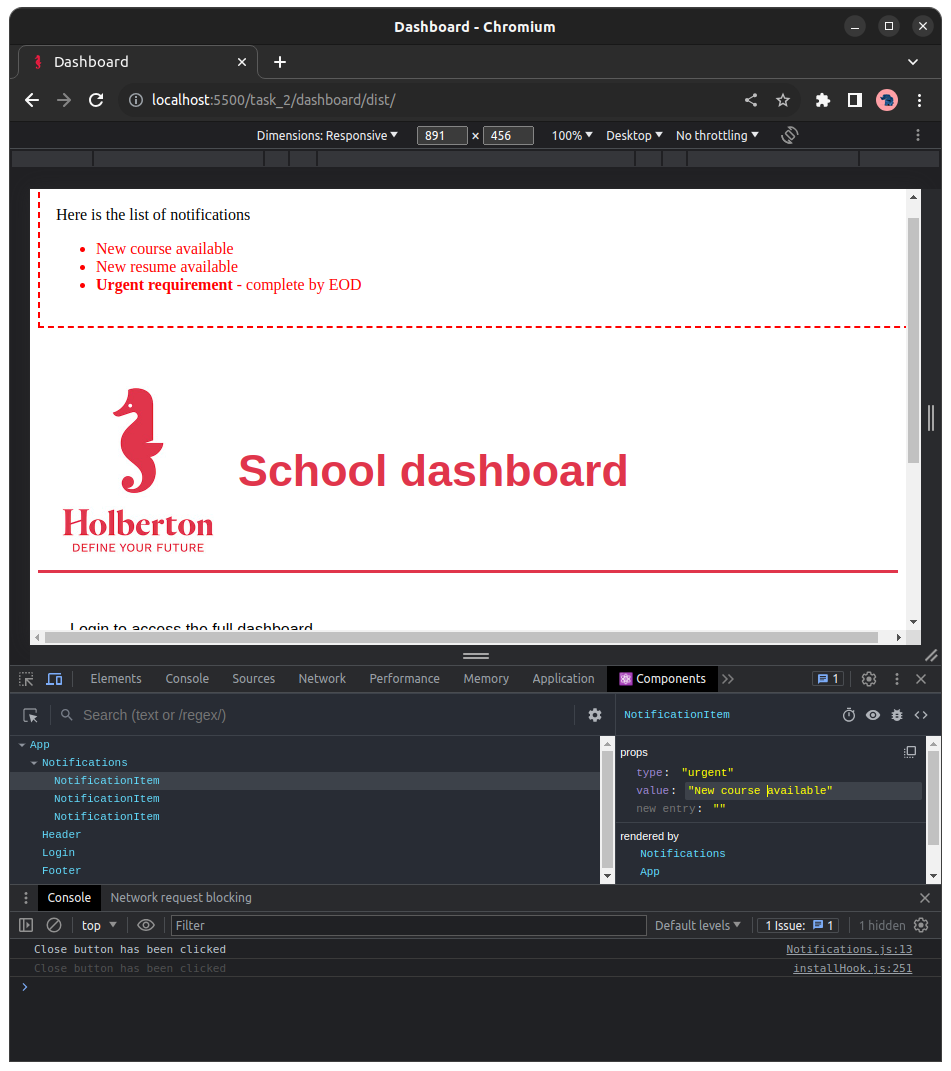 Dashboard - Chromium
Dashboard
localhost:5500/task_2/dashboard/dist/
Dimensions: Responsive 891 × 456 100% Desktop No throttling
Here is the list of notifications
• New course available
• New resume available
• Urgent requirement - complete by EOD
School dashboard
Holberton
DEFINE YOUR FUTURE
Login to access the full dashboard
Elements Console Sources Network Performance Memory Application Components 1
Search (text or /regex/)
NotificationItem
App
Notifications
NotificationItem
NotificationItem
NotificationItem
Header
Login
Footer
props
type: "urgent"
value: "New course available"
new entry: ""
rendered by
Notifications
App
Console Network request blocking
top Filter Default levels 1 Issue: 1 1 hidden
Close button has been clicked Notifications.js:13
Close button has been clicked installHook.js:251